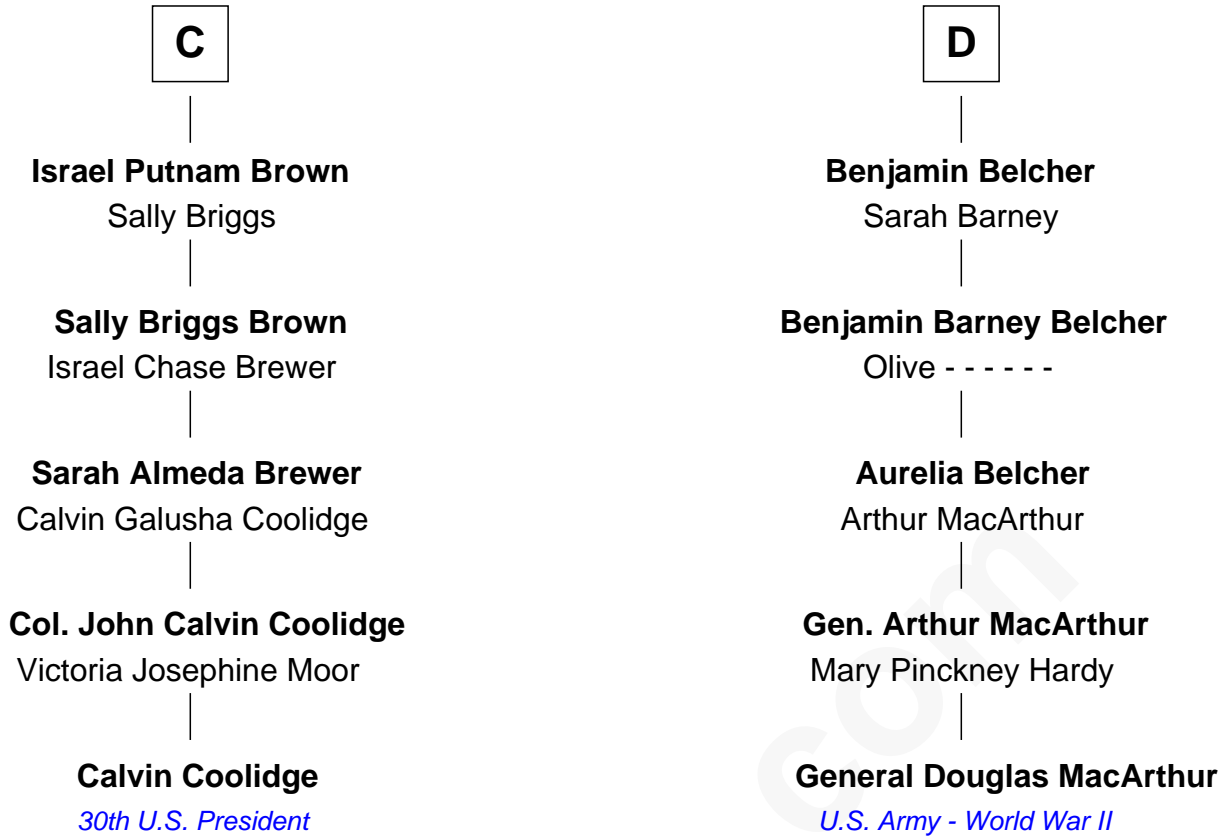 C
Israel Putnam Brown
Sally Briggs
Sally Briggs Brown
Israel Chase Brewer
Sarah Almeda Brewer
Calvin Galusha Coolidge
Col. John Calvin Coolidge
Victoria Josephine Moor
Calvin Coolidge
30th U.S. President
D
Benjamin Belcher
Sarah Barney
Benjamin Barney Belcher
Olive - - - - - -
Aurelia Belcher
Arthur MacArthur
Gen. Arthur MacArthur
Mary Pinckney Hardy
General Douglas MacArthur
U.S. Army - World War II
com